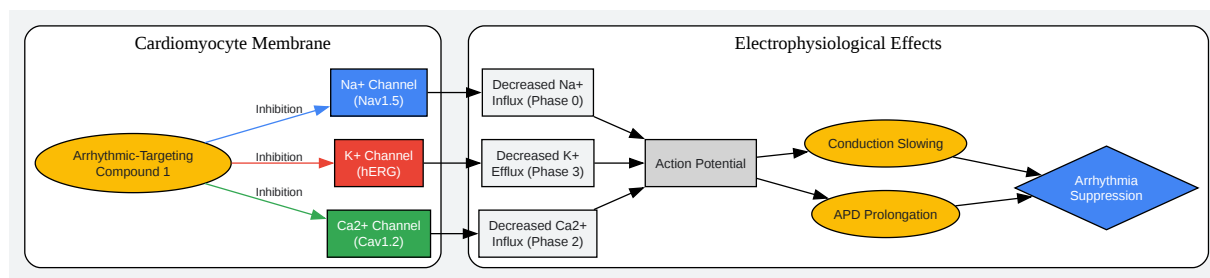 Cardiomyocyte Membrane
Electrophysiological Effects
Arrhythmic-Targeting
Compound 1
Inhibition
Inhibition
Inhibition
Na+ Channel
(Nav1.5)
K+ Channel
(hERG)
Ca2+ Channel
(Cav1.2)
Decreased Na+
Influx (Phase 0)
Decreased K+
Efflux (Phase 3)
Decreased Ca2+
Influx (Phase 2)
Action Potential
Conduction Slowing
APD Prolongation
Arrhythmia
Suppression